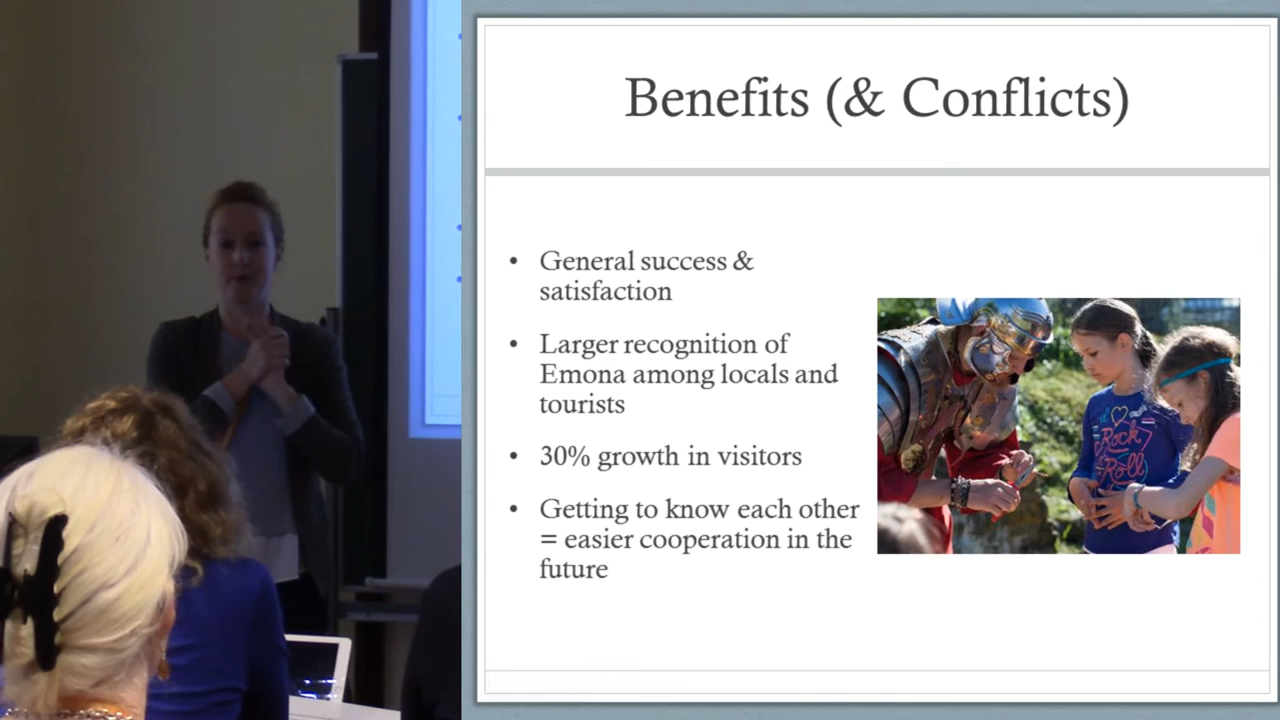 Benefits (& Conflicts)
• General success &
satisfaction
• Larger recognition of
Emona among locals and
tourists
• 30% growth in visitors
• Getting to know each other
= easier cooperation in the
future
Rock
Roll